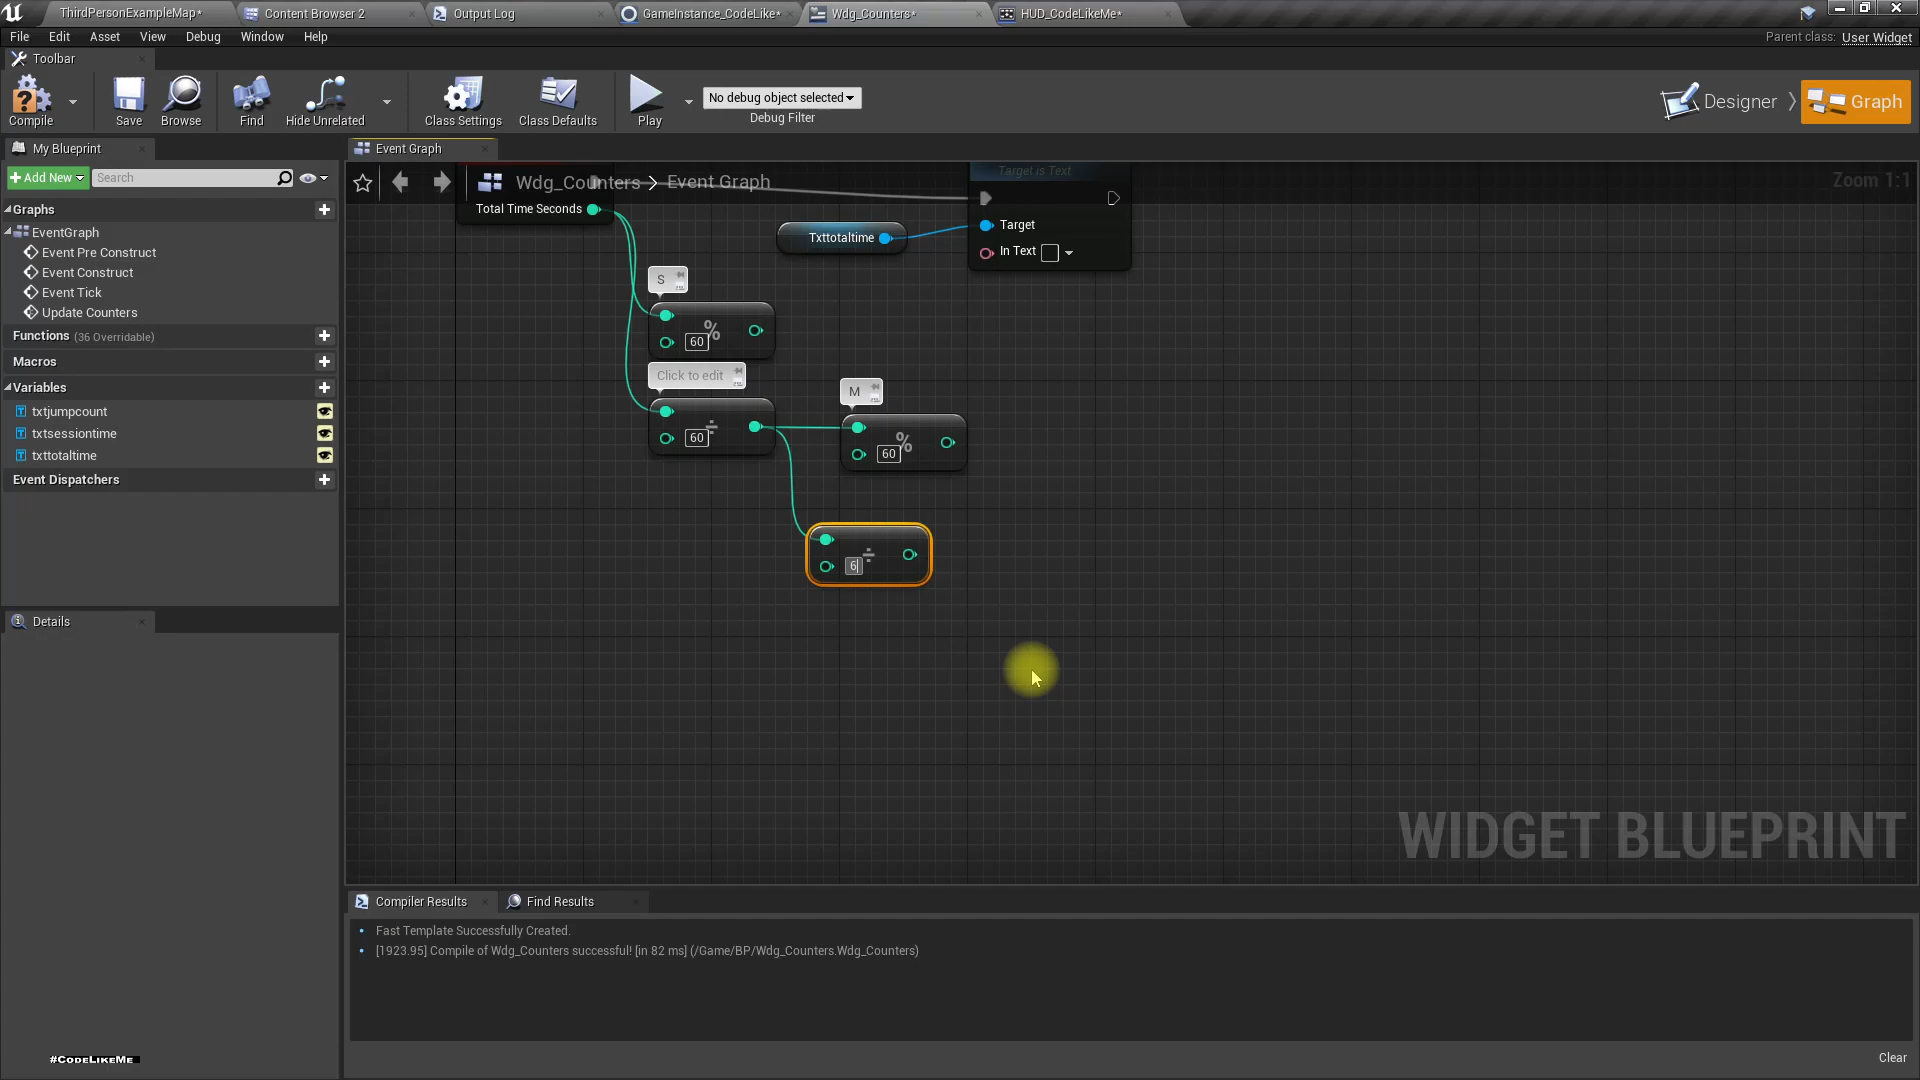 ThirdPersonExampleMap*
Content Browser 2
Output Log
GameInstance_CodeLike*
Wdg_Counters*
HUD_CodeLikeMe*
File Edit Asset View Debug Window Help
Parent class: User Widget
Toolbar
Compile
Save
Browse
Find
Hide Unrelated
Class Settings
Class Defaults
Play
No debug object selected
Debug Filter
Designer
Graph
My Blueprint
Event Graph
+ Add New
Search
Wdg_Counters > Event Graph
Zoom 1:1
Graphs
EventGraph
Event Pre Construct
Event Construct
Event Tick
Update Counters
Functions (36 Overridable)
Macros
Variables
txtjumpcount
txtsessiontime
txttotaltime
Event Dispatchers
Details
Target is Text
Total Time Seconds
Txttotaltime
Target
In Text
S
%
60
Click to edit
÷
60
M
%
60
÷
6
WIDGET BLUEPRINT
Compiler Results
Find Results
• Fast Template Successfully Created.
• [1923.95] Compile of Wdg_Counters successful! [in 82 ms] (/Game/BP/Wdg_Counters.Wdg_Counters)
#CodeLikeMe
Clear